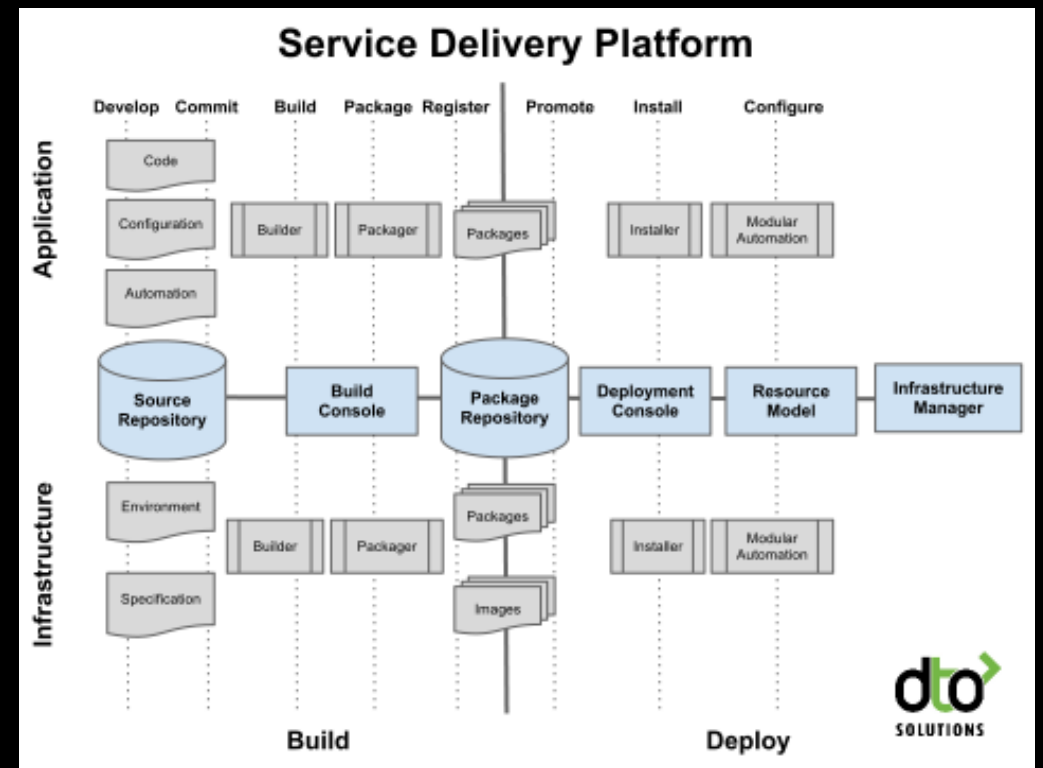 Service Delivery Platform
Develop Commit Build Package Register Promote Install Configure
Application
Code
Configuration
Builder
Packager
Packages
Installer
Modular
Automation
Automation
Source
Repository
Build
Console
Package
Repository
Deployment
Console
Resource
Model
Infrastructure
Manager
Infrastructure
Environment
Builder
Packager
Packages
Installer
Modular
Automation
Specification
Images
Build
Deploy
dto
SOLUTIONS